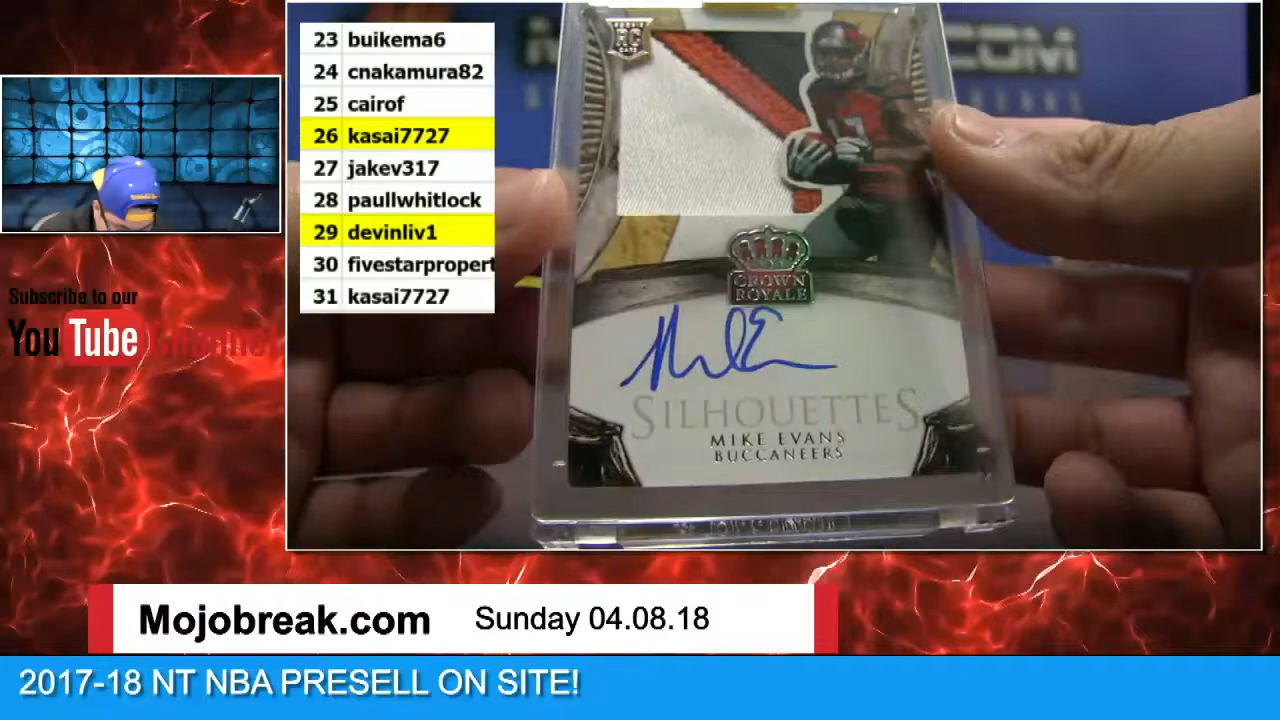 23 buikema6
24 cnakamura82
25 cairof
26 kasai7727
27 jakev317
28 paullwhitlock
29 devinliv1
30 fivestarpropert
31 kasai7727
RC
.COM
CROWN
ROYALE
SILHOUETTES
MIKE EVANS
BUCCANEERS
Subscribe to our
YouTube Channel
Mojobreak.com
Sunday 04.08.18
2017-18 NT NBA PRESELL ON SITE!